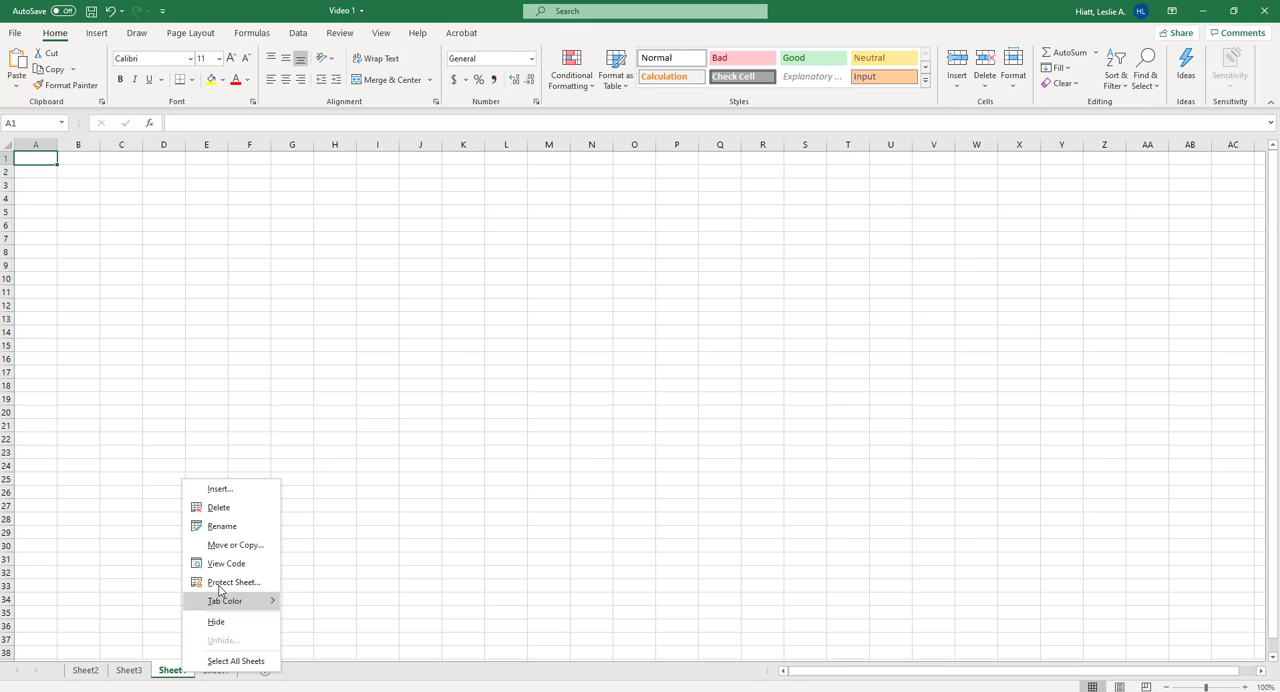 AutoSave Off
Video 1
Search
Hiatt, Leslie A. HL
File Home Insert Draw Page Layout Formulas Data Review View Help Acrobat
Share Comments
Paste
Cut
Copy
Format Painter
Clipboard
Calibri 11
B I U
Font
Wrap Text
Merge & Center
Alignment
General
$ % ,
Number
Conditional Formatting
Format as Table
Normal Bad Good Neutral
Calculation Check Cell Explanatory ... Input
Styles
Insert Delete Format
Cells
AutoSum
Fill
Clear
Sort & Filter
Find & Select
Editing
Ideas
Ideas
Sensitivity
Sensitivity
A1
fx
A B C D E F G H I J K L M N O P Q R S T U V W X Y Z AA AB AC
1
2
3
4
5
6
7
8
9
10
11
12
13
14
15
16
17
18
19
20
21
22
23
24
25
26
27
28
29
30
31
32
33
34
35
36
37
38
Insert...
Delete
Rename
Move or Copy...
View Code
Protect Sheet...
Tab Color
Hide
Unhide...
Select All Sheets
Sheet2 Sheet3
100%